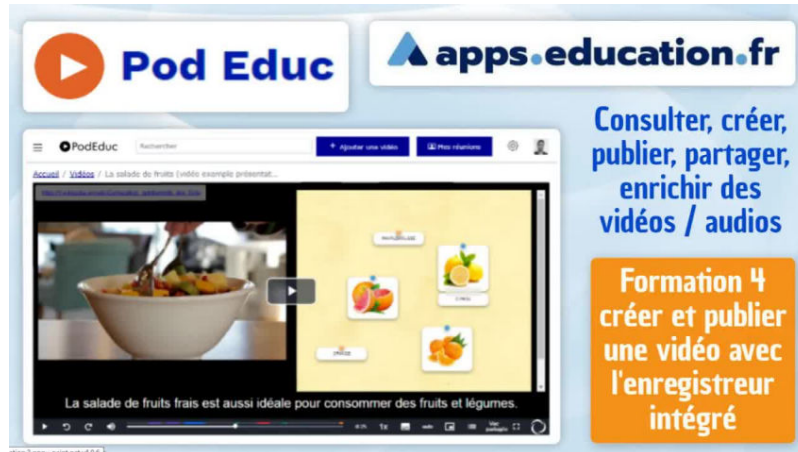 Pod Educ
apps.education.fr
Consulter, créer,
publier, partager,
enrichir des
vidéos / audios
Formation 4
créer et publier
une vidéo avec
l'enregistreur
intégré
PodEduc
Rechercher
+ Ajouter une vidéo
Mes réunions
Accueil / Vidéos / La salade de fruits (vidéo example présentat...
PAMPLEMOUSSE
CITRON
ORANGE
La salade de fruits frais est aussi idéale pour consommer des fruits et légumes.
1x